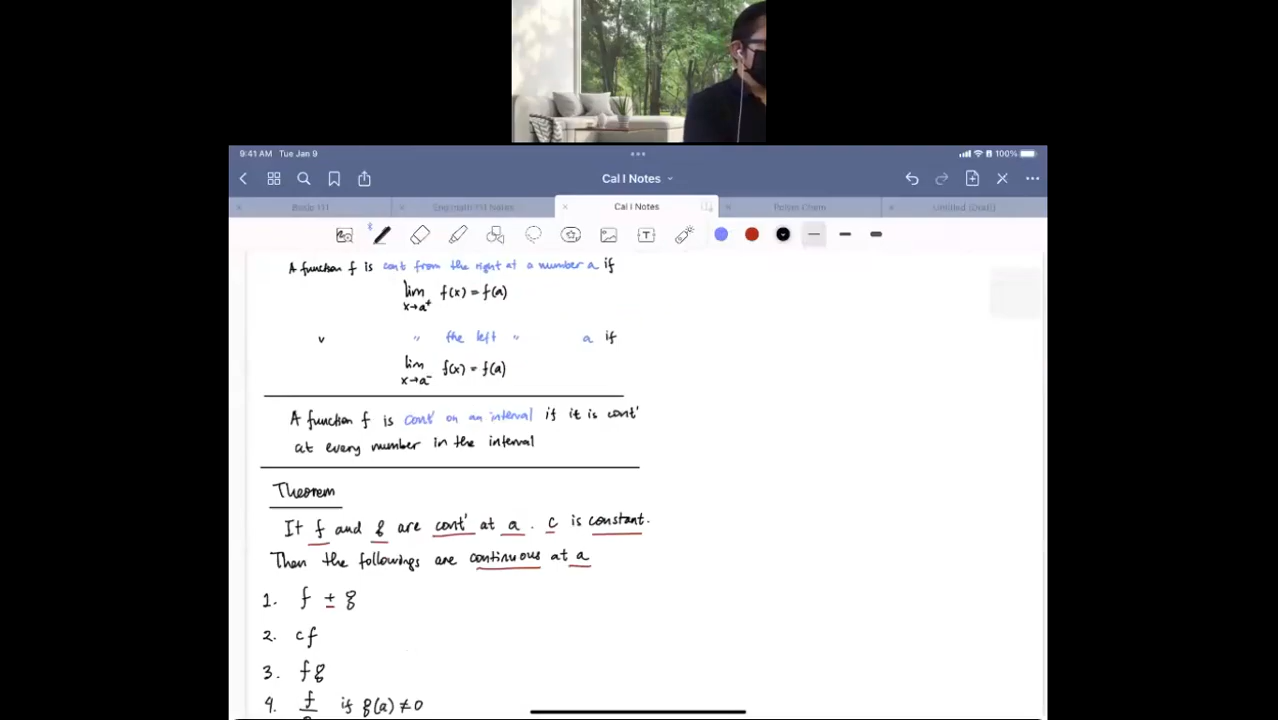 9:41 AM Tue Jan 9
100%
Cal I Notes
Cal I Notes
A function f is cont from the right at a number a if
lim f(x) = f(a)
x→a⁺
" the left " a if
lim f(x) = f(a)
x→a⁻
A function f is cont' on an interval if it is cont'
at every number in the interval
Theorem
If f and g are cont' at a . c is constant.
Then the followings are continuous at a
1. f ± g
2. cf
3. fg
4. f if g(a) ≠ 0